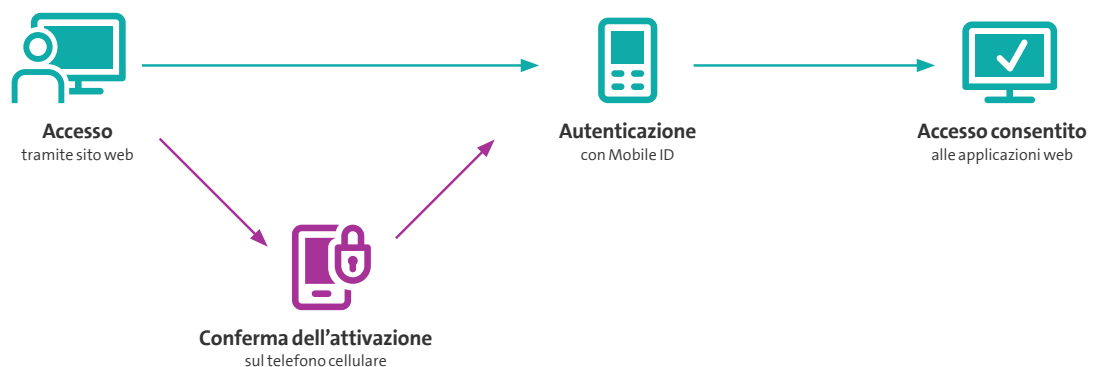 Accesso
tramite sito web
Autenticazione
con Mobile ID
Accesso consentito
alle applicazioni web
Conferma dell’attivazione
sul telefono cellulare